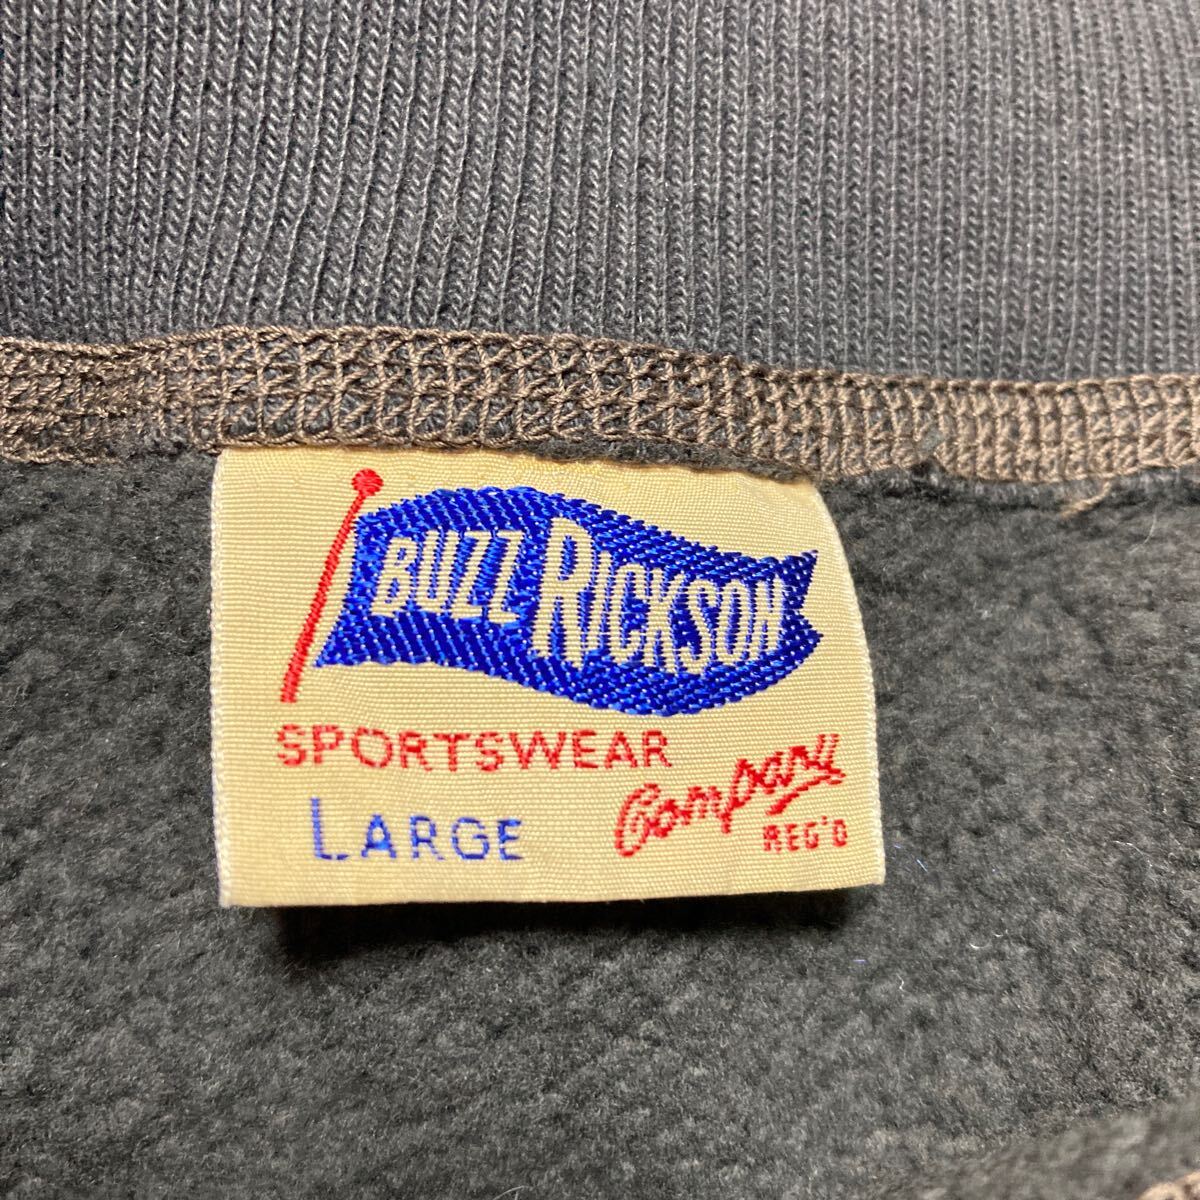 BUZZ RICKSON
SPORTSWEAR
Company
LARGE
REG'D